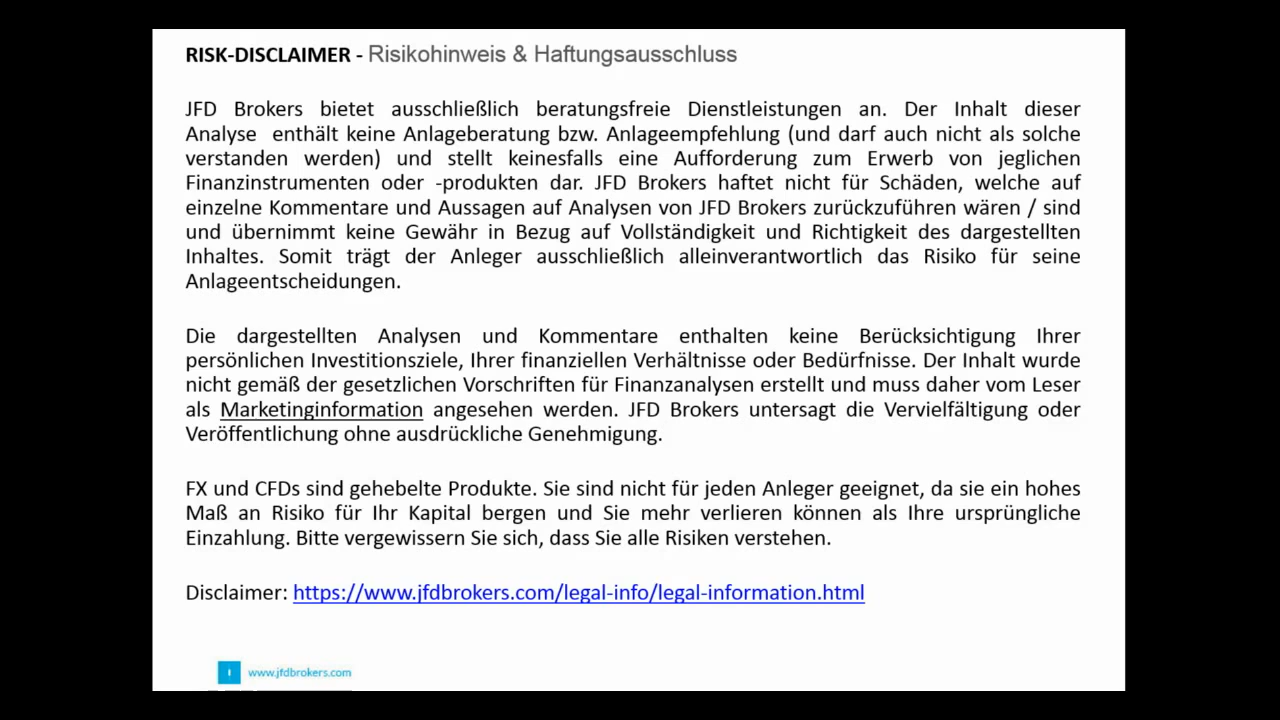 RISK-DISCLAIMER - Risikohinweis & Haftungsausschluss
JFD Brokers bietet ausschließlich beratungsfreie Dienstleistungen an. Der Inhalt dieser
Analyse enthält keine Anlageberatung bzw. Anlageempfehlung (und darf auch nicht als solche
verstanden werden) und stellt keinesfalls eine Aufforderung zum Erwerb von jeglichen
Finanzinstrumenten oder -produkten dar. JFD Brokers haftet nicht für Schäden, welche auf
einzelne Kommentare und Aussagen auf Analysen von JFD Brokers zurückzuführen wären / sind
und übernimmt keine Gewähr in Bezug auf Vollständigkeit und Richtigkeit des dargestellten
Inhaltes. Somit trägt der Anleger ausschließlich alleinverantwortlich das Risiko für seine
Anlageentscheidungen.
Die dargestellten Analysen und Kommentare enthalten keine Berücksichtigung Ihrer
persönlichen Investitionsziele, Ihrer finanziellen Verhältnisse oder Bedürfnisse. Der Inhalt wurde
nicht gemäß der gesetzlichen Vorschriften für Finanzanalysen erstellt und muss daher vom Leser
als Marketinginformation angesehen werden. JFD Brokers untersagt die Vervielfältigung oder
Veröffentlichung ohne ausdrückliche Genehmigung.
FX und CFDs sind gehebelte Produkte. Sie sind nicht für jeden Anleger geeignet, da sie ein hohes
Maß an Risiko für Ihr Kapital bergen und Sie mehr verlieren können als Ihre ursprüngliche
Einzahlung. Bitte vergewissern Sie sich, dass Sie alle Risiken verstehen.
Disclaimer: https://www.jfdbrokers.com/legal-info/legal-information.html
www.jfdbrokers.com